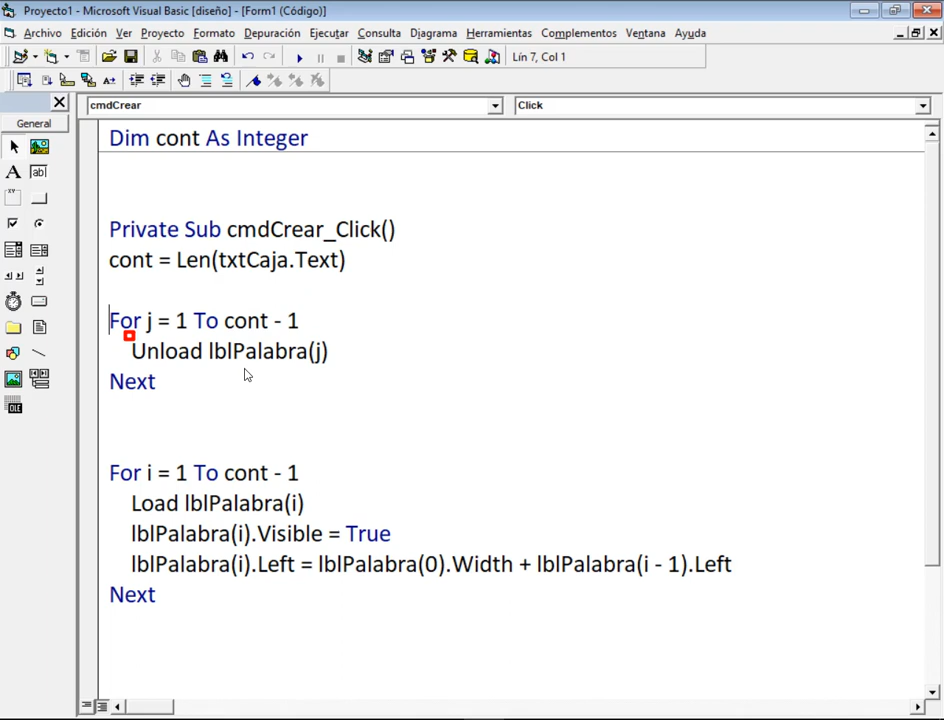 Proyecto1 - Microsoft Visual Basic [diseño] - [Form1 (Código)]
Archivo Edición Ver Proyecto Formato Depuración Ejecutar Consulta Diagrama Herramientas Complementos Ventana Ayuda
Lín 7, Col 1
cmdCrear Click
General
Dim cont As Integer
Private Sub cmdCrear_Click()
cont = Len(txtCaja.Text)
For j = 1 To cont - 1
Unload lblPalabra(j)
Next
For i = 1 To cont - 1
Load lblPalabra(i)
lblPalabra(i).Visible = True
lblPalabra(i).Left = lblPalabra(0).Width + lblPalabra(i - 1).Left
Next